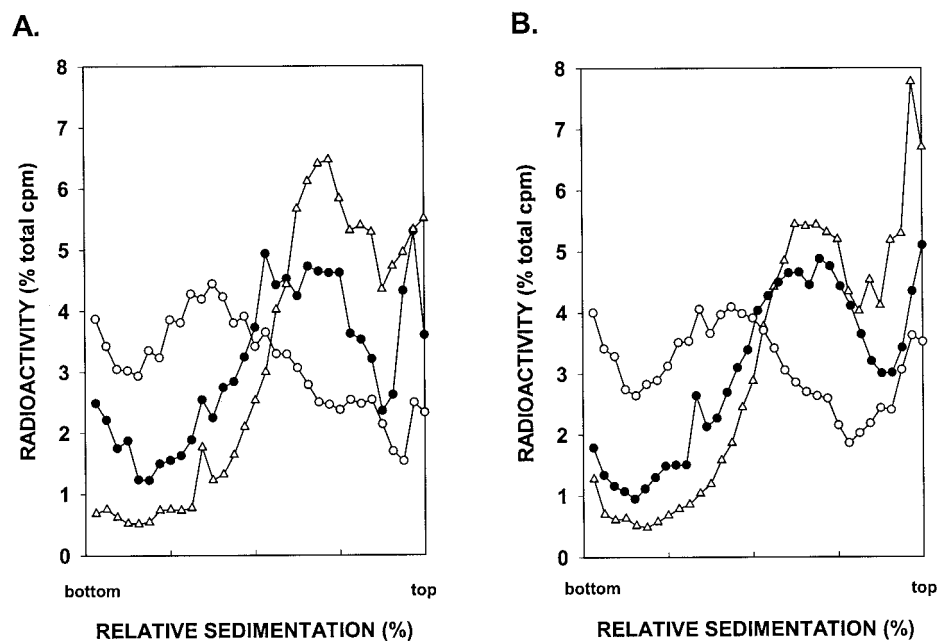 A.
8
7
6
5
4
3
2
1
0
RADIOACTIVITY (% total cpm)
bottom
top
RELATIVE SEDIMENTATION (%)
B.
8
7
6
5
4
3
2
1
0
RADIOACTIVITY (% total cpm)
bottom
top
RELATIVE SEDIMENTATION (%)